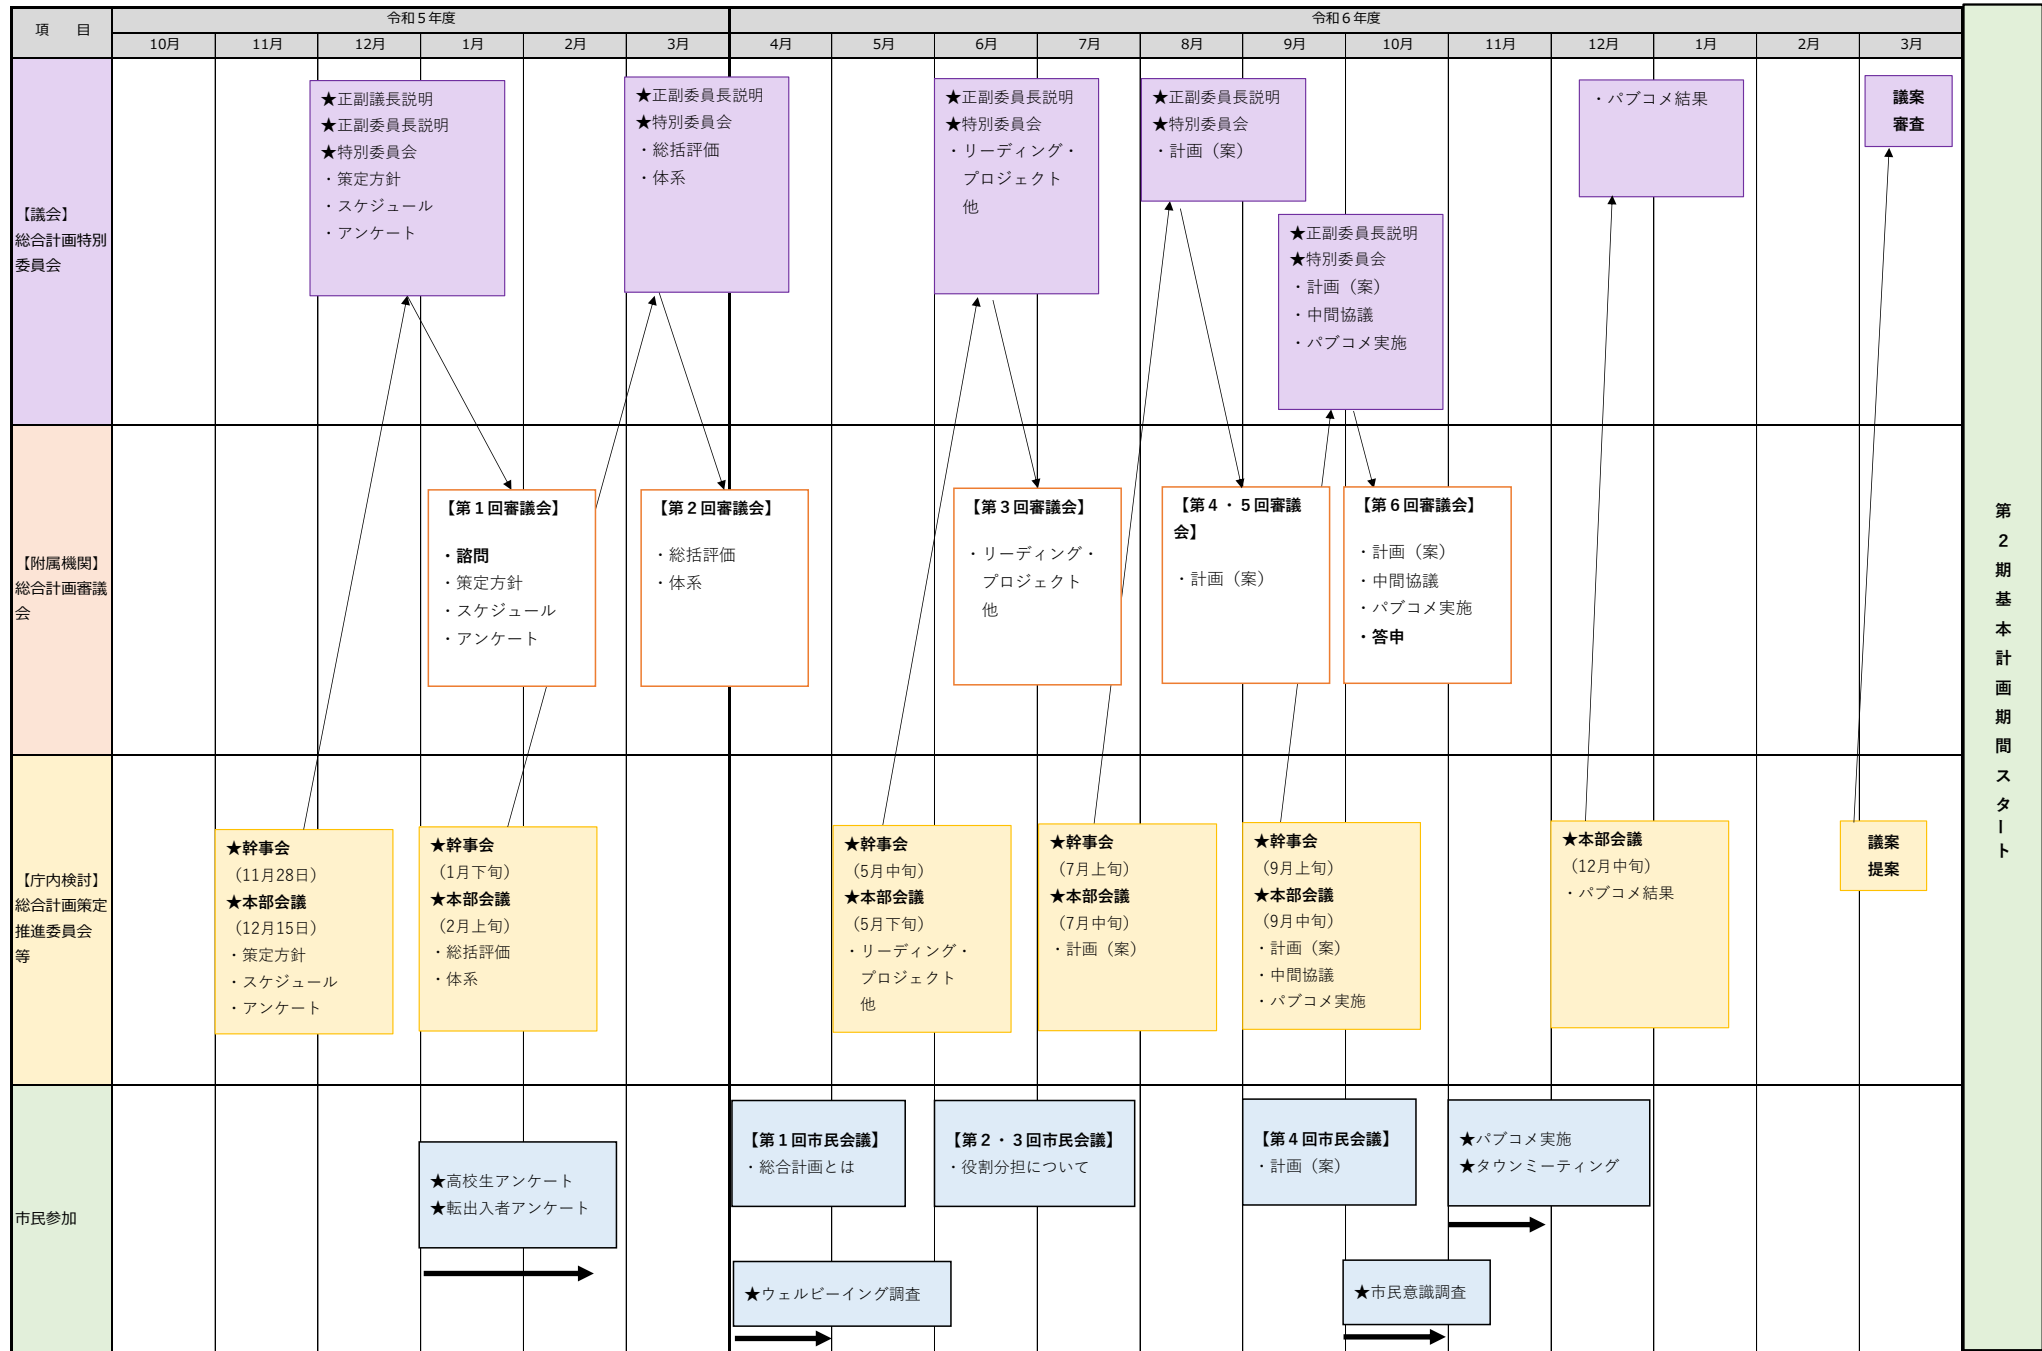 項　目
令和５年度
令和６年度
10月
11月
12月
1月
2月
3月
4月
5月
6月
7月
8月
9月
10月
11月
12月
1月
2月
3月
【議会】
総合計画特別
委員会
★正副議長説明
★正副委員長説明
★特別委員会
・策定方針
・スケジュール
・アンケート
★正副委員長説明
★特別委員会
・総括評価
・体系
★正副委員長説明
★特別委員会
・リーディング・
プロジェクト
他
★正副委員長説明
★特別委員会
・計画（案）
★正副委員長説明
★特別委員会
・計画（案）
・中間協議
・パブコメ実施
・パブコメ結果
議案
審査
【附属機関】
総合計画審議
会
【第１回審議会】
・諮問
・策定方針
・スケジュール
・アンケート
【第２回審議会】
・総括評価
・体系
【第３回審議会】
・リーディング・
プロジェクト
他
【第４・５回審議
会】
・計画（案）
【第６回審議会】
・計画（案）
・中間協議
・パブコメ実施
・答申
【庁内検討】
総合計画策定
推進委員会
等
★幹事会
（11月28日）
★本部会議
（12月15日）
・策定方針
・スケジュール
・アンケート
★幹事会
（1月下旬）
★本部会議
（2月上旬）
・総括評価
・体系
★幹事会
（5月中旬）
★本部会議
（5月下旬）
・リーディング・
プロジェクト
他
★幹事会
（7月上旬）
★本部会議
（7月中旬）
・計画（案）
★幹事会
（9月上旬）
★本部会議
（9月中旬）
・計画（案）
・中間協議
・パブコメ実施
★本部会議
（12月中旬）
・パブコメ結果
議案
提案
市民参加
★高校生アンケート
★転出入者アンケート
【第１回市民会議】
・総合計画とは
★ウェルビーイング調査
【第２・３回市民会議】
・役割分担について
【第４回市民会議】
・計画（案）
★市民意識調査
★パブコメ実施
★タウンミーティング
第２期基本計画期間スタート